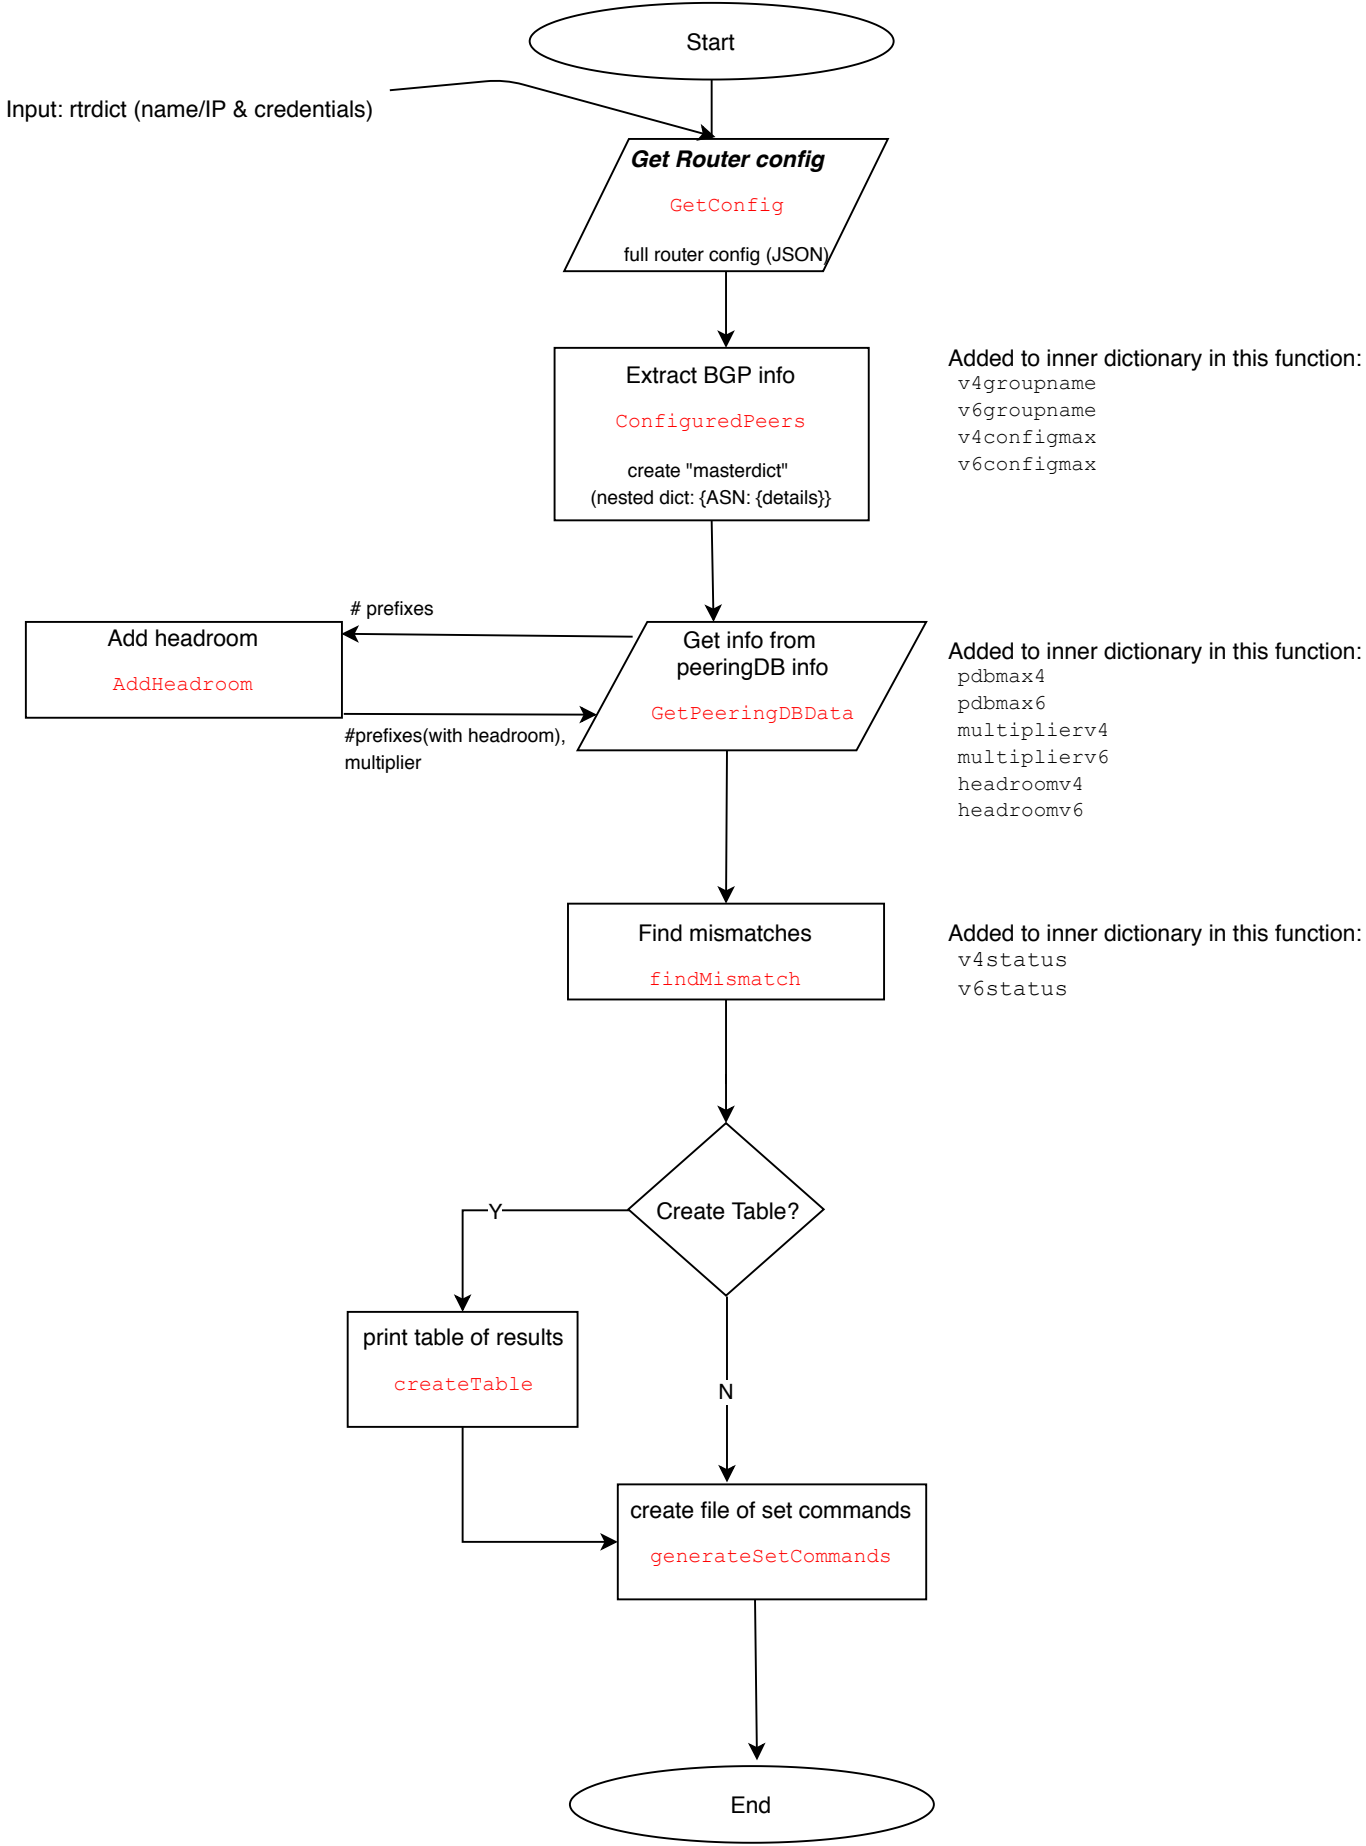 Start
Input: rtrdict (name/IP & credentials)
Get Router config
GetConfig
full router config (JSON)
Extract BGP info
ConfiguredPeers
create "masterdict"
(nested dict: {ASN: {details}}
Added to inner dictionary in this function:
v4groupname
v6groupname
v4configmax
v6configmax
# prefixes
Add headroom
AddHeadroom
#prefixes(with headroom),
multiplier
Get info from
peeringDB info
GetPeeringDBData
Added to inner dictionary in this function:
pdbmax4
pdbmax6
multiplierv4
multiplierv6
headroomv4
headroomv6
Find mismatches
findMismatch
Added to inner dictionary in this function:
v4status
v6status
Create Table?
Y
print table of results
createTable
N
create file of set commands
generateSetCommands
End